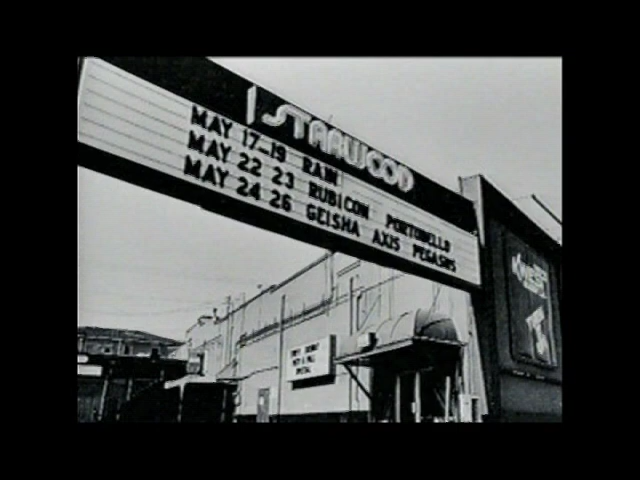 STARWOOD
MAY 17-19 RAIN
MAY 22 23 RUBICON PORTOBELLO
MAY 24 26 GEISHA AXIS PEGASUS